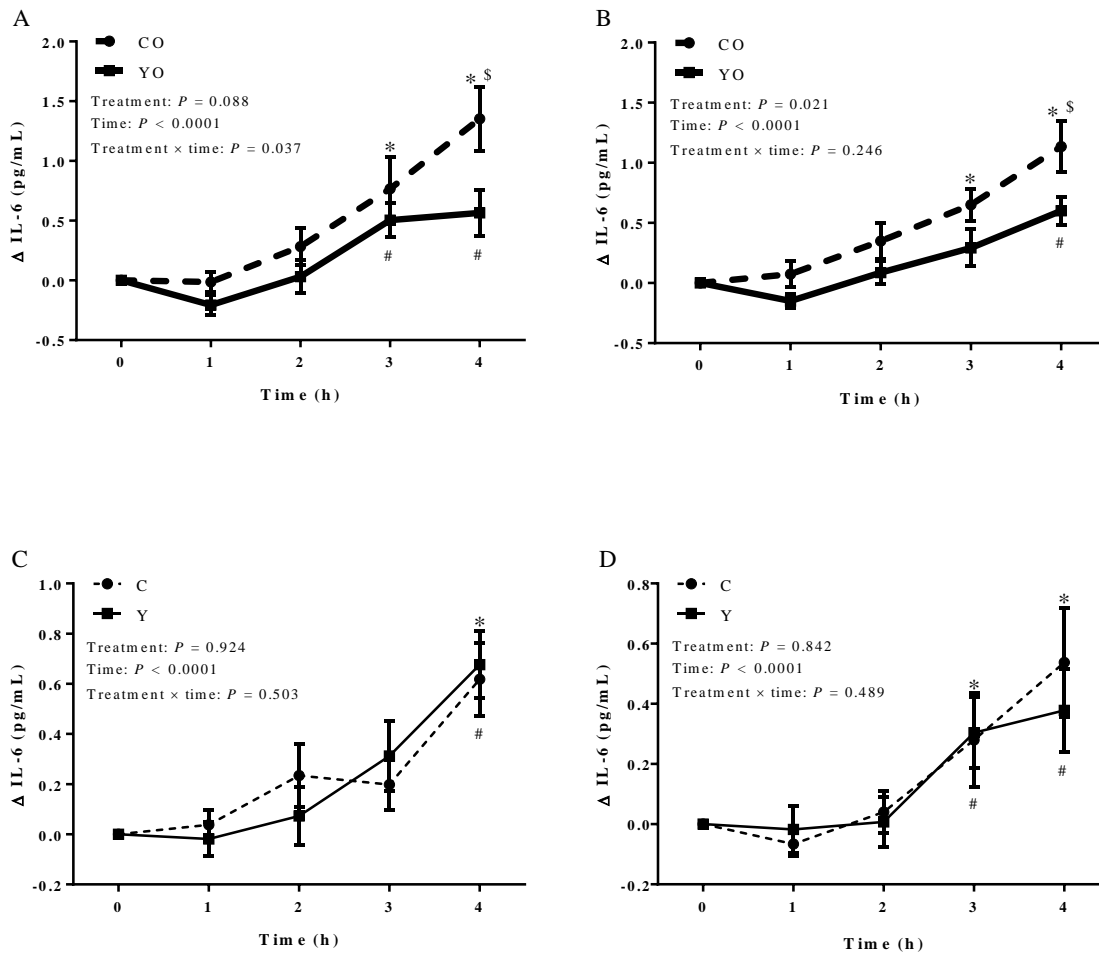 A
2.0
CO
YO
* $
1.5
Treatment: P = 0.088
Time: P < 0.0001
Treatment × time: P = 0.037
*
1.0
Δ IL-6 (pg/mL)
0.5
# #
0.0
-0.5
0 1 2 3 4
Time (h)
B
2.0
CO
YO
* $
1.5
Treatment: P = 0.021
Time: P < 0.0001
Treatment × time: P = 0.246
*
1.0
Δ IL-6 (pg/mL)
0.5
#
0.0
-0.5
0 1 2 3 4
Time (h)
C
1.0
C
Y
*
0.8
Treatment: P = 0.924
Time: P < 0.0001
Treatment × time: P = 0.503
0.6
Δ IL-6 (pg/mL)
0.4
#
0.2
0.0
-0.2
0 1 2 3 4
Time (h)
D
0.8
C
Y
*
Treatment: P = 0.842
Time: P < 0.0001
Treatment × time: P = 0.489
0.6
*
Δ IL-6 (pg/mL)
0.4
0.2
# #
0.0
-0.2
0 1 2 3 4
Time (h)